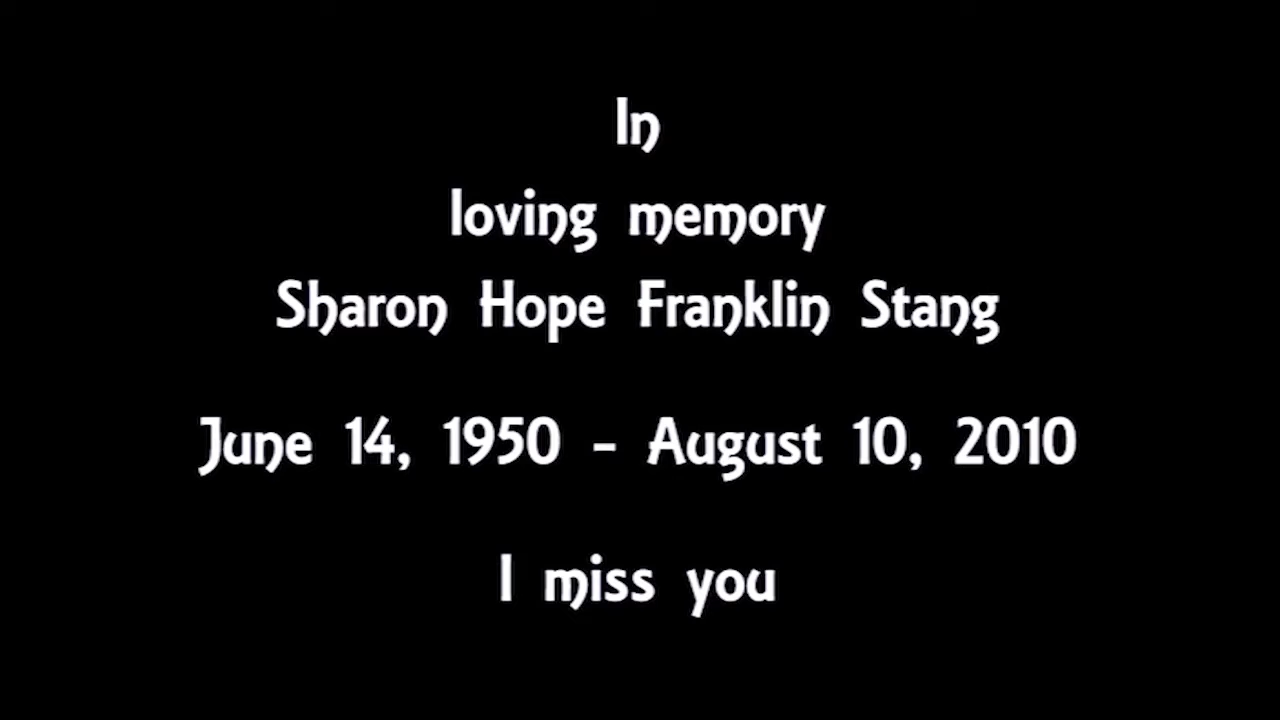 In
loving memory
Sharon Hope Franklin Stang
June 14, 1950 - August 10, 2010
I miss you